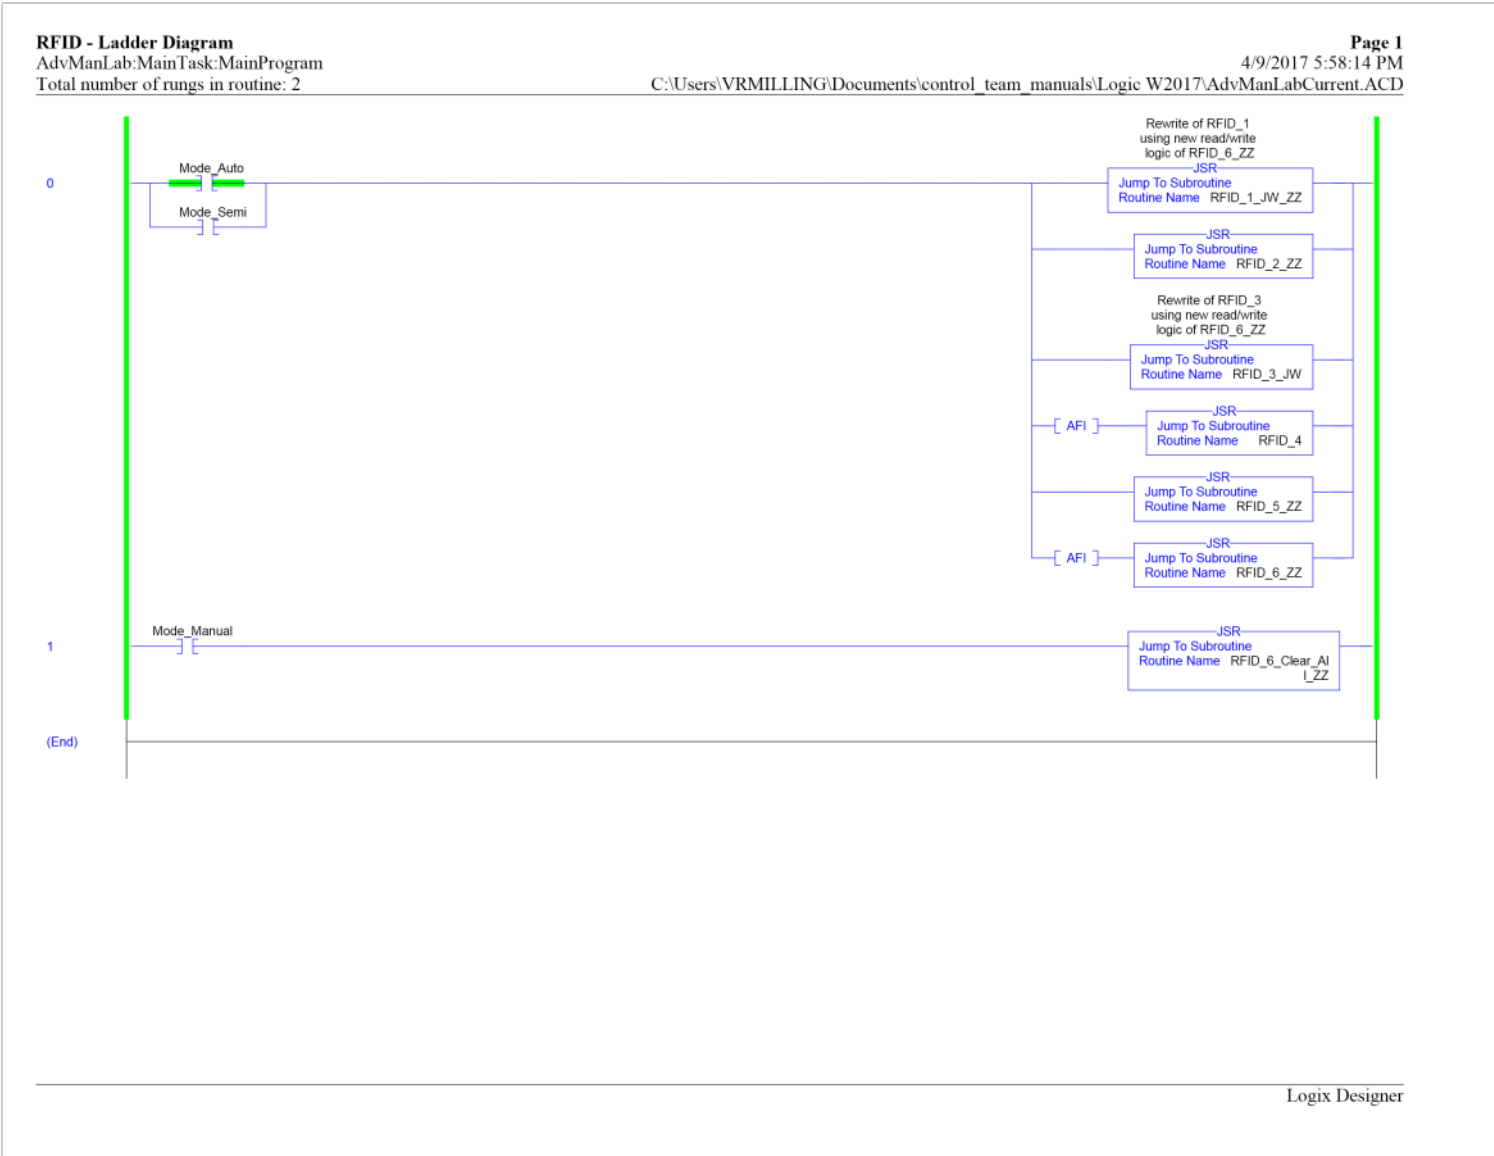 RFID - Ladder Diagram
Page 1
AdvManLab:MainTask:MainProgram
4/9/2017 5:58:14 PM
Total number of rungs in routine: 2
C:\Users\VRMILLING\Documents\control_team_manuals\Logic W2017\AdvManLabCurrent.ACD
Rewrite of RFID_1
using new read/write
logic of RFID_6_ZZ
0
Mode_Auto
JSR
Jump To Subroutine
Routine Name RFID_1_JW_ZZ
Mode_Semi
JSR
Jump To Subroutine
Routine Name RFID_2_ZZ
Rewrite of RFID_3
using new read/write
logic of RFID_6_ZZ
JSR
Jump To Subroutine
Routine Name RFID_3_JW
AFI
JSR
Jump To Subroutine
Routine Name RFID_4
JSR
Jump To Subroutine
Routine Name RFID_5_ZZ
AFI
JSR
Jump To Subroutine
Routine Name RFID_6_ZZ
1
Mode_Manual
JSR
Jump To Subroutine
Routine Name RFID_6_Clear_Al
l_ZZ
(End)
Logix Designer